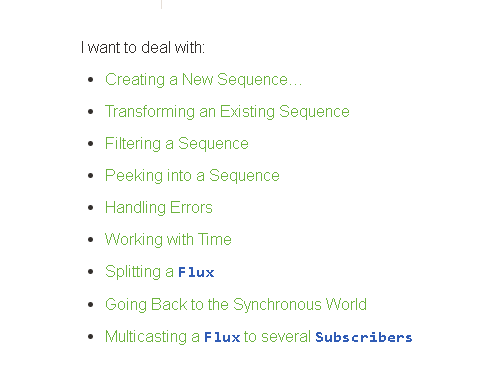 I want to deal with:
Creating a New Sequence…
Transforming an Existing Sequence
Filtering a Sequence
Peeking into a Sequence
Handling Errors
Working with Time
Splitting a Flux
Going Back to the Synchronous World
Multicasting a Flux to several Subscribers